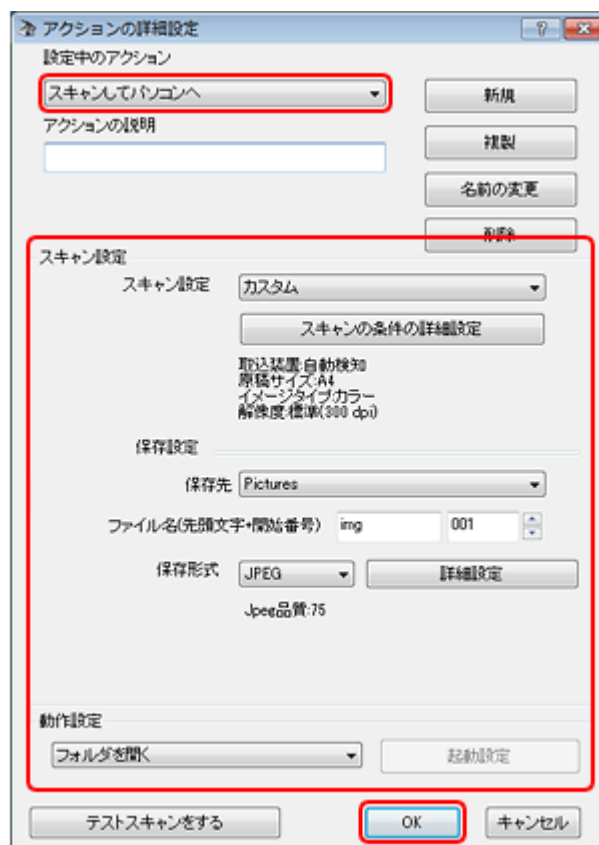 アクションの詳細設定
設定中のアクション
スキャンしてパソコンへ
新規
アクションの説明
複製
名前の変更
削除
スキャン設定
スキャン設定 カスタム
スキャンの条件の詳細設定
取込装置:自動検知
原稿サイズ:A4
イメージタイプ:カラー
解像度:標準(300 dpi)
保存設定
保存先 Pictures
ファイル名(先頭文字+開始番号) img 001
保存形式 JPEG 詳細設定
Jpeg品質:75
動作設定
フォルダを開く 起動設定
テストスキャンをする OK キャンセル